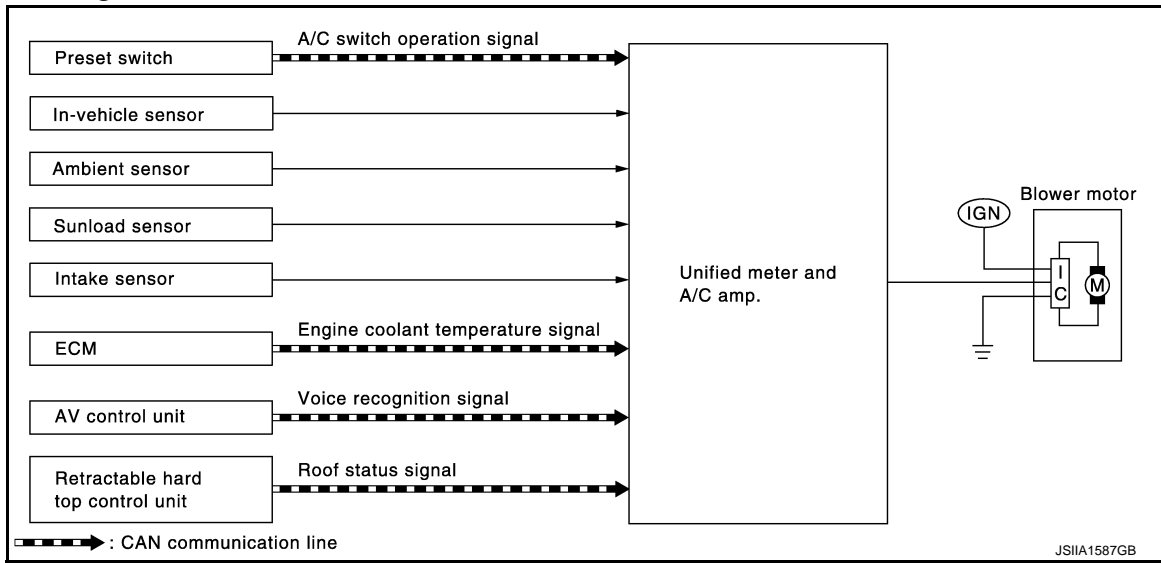 Preset switch
A/C switch operation signal
In-vehicle sensor
Ambient sensor
Sunload sensor
Intake sensor
ECM
Engine coolant temperature signal
AV control unit
Voice recognition signal
Retractable hard
top control unit
Roof status signal
Unified meter and
A/C amp.
IGN
Blower motor
I
C
M
: CAN communication line
JSIIA1587GB